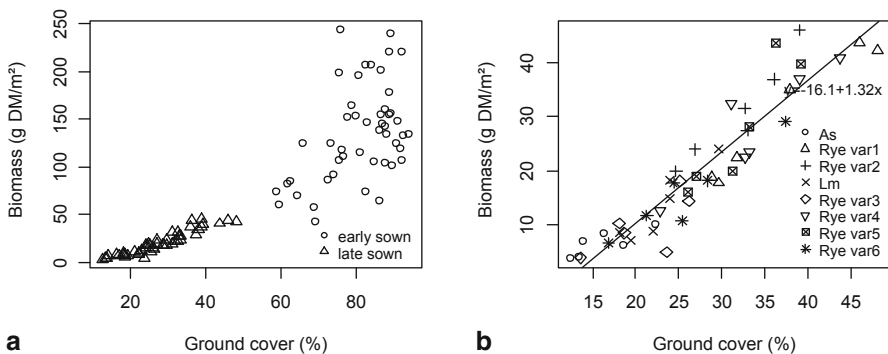 Biomass (g DM/m²)
250
200
150
100
50
0
early sown
late sown
20
40
60
80
Ground cover (%)
a
Biomass (g DM/m²)
40
30
20
10
-16.1+1.32x
As
Rye var1
Rye var2
Lm
Rye var3
Rye var4
Rye var5
Rye var6
15
20
25
30
35
40
45
Ground cover (%)
b